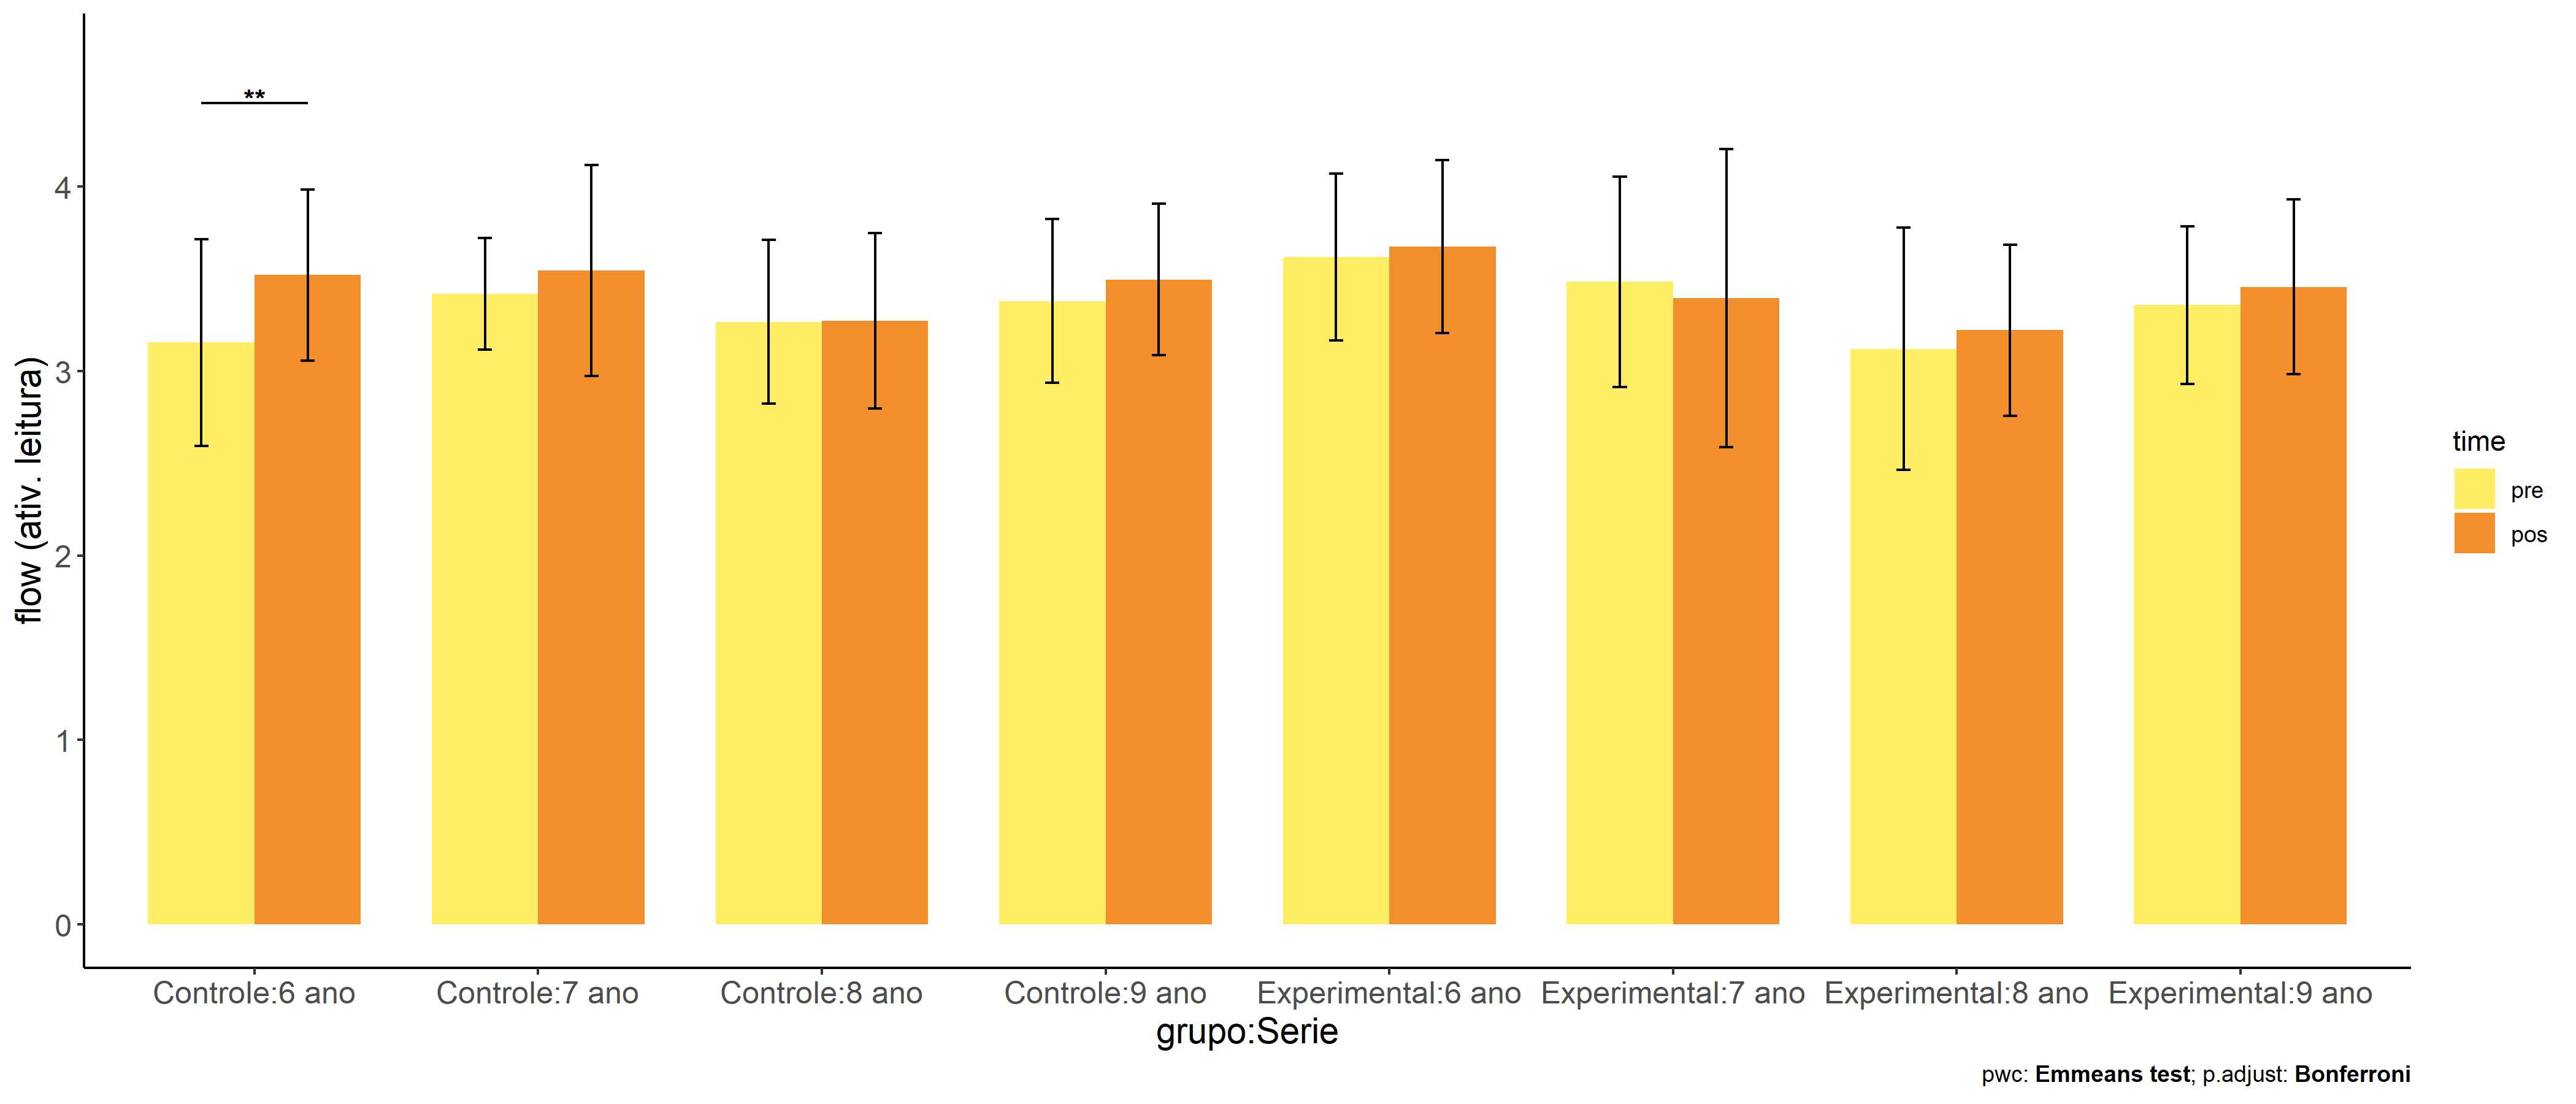 **
flow (ativ. leitura)
4
3
2
1
0
Controle:6 ano
Controle:7 ano
Controle:8 ano
Controle:9 ano
Experimental:6 ano
Experimental:7 ano
Experimental:8 ano
Experimental:9 ano
grupo:Serie
time
pre
pos
pwc: Emmeans test; p.adjust: Bonferroni